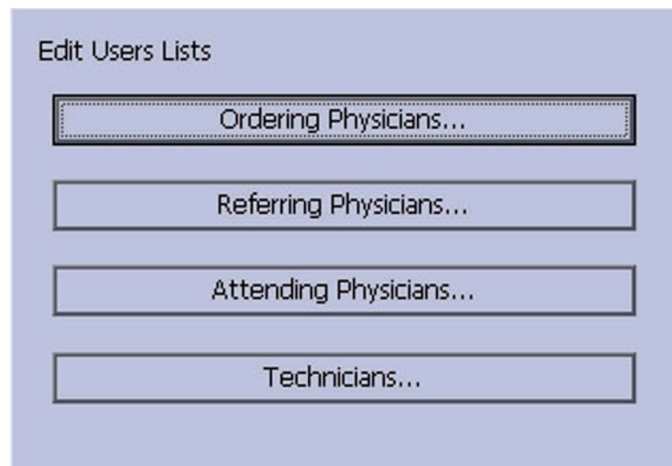 Edit Users Lists
Ordering Physicians...
Referring Physicians...
Attending Physicians...
Technicians...